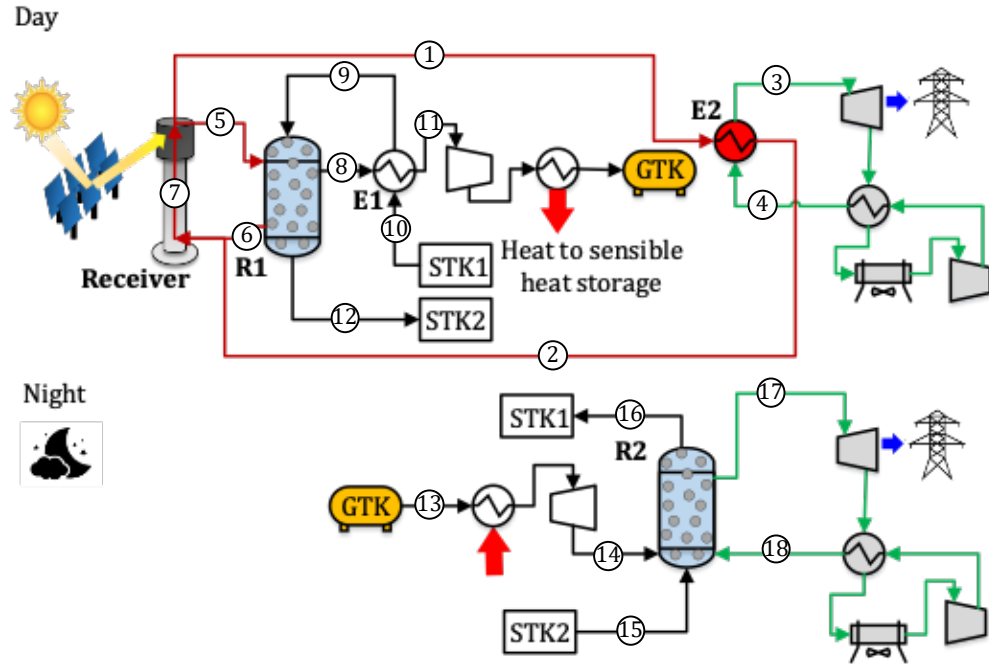 Day
1
9
3
5
11
E2
8
GTK
7
E1
4
6
10
R1
STK1
Heat to sensible
heat storage
Receiver
12
STK2
2
Night
17
STK1
16
R2
GTK
13
14
18
STK2
15